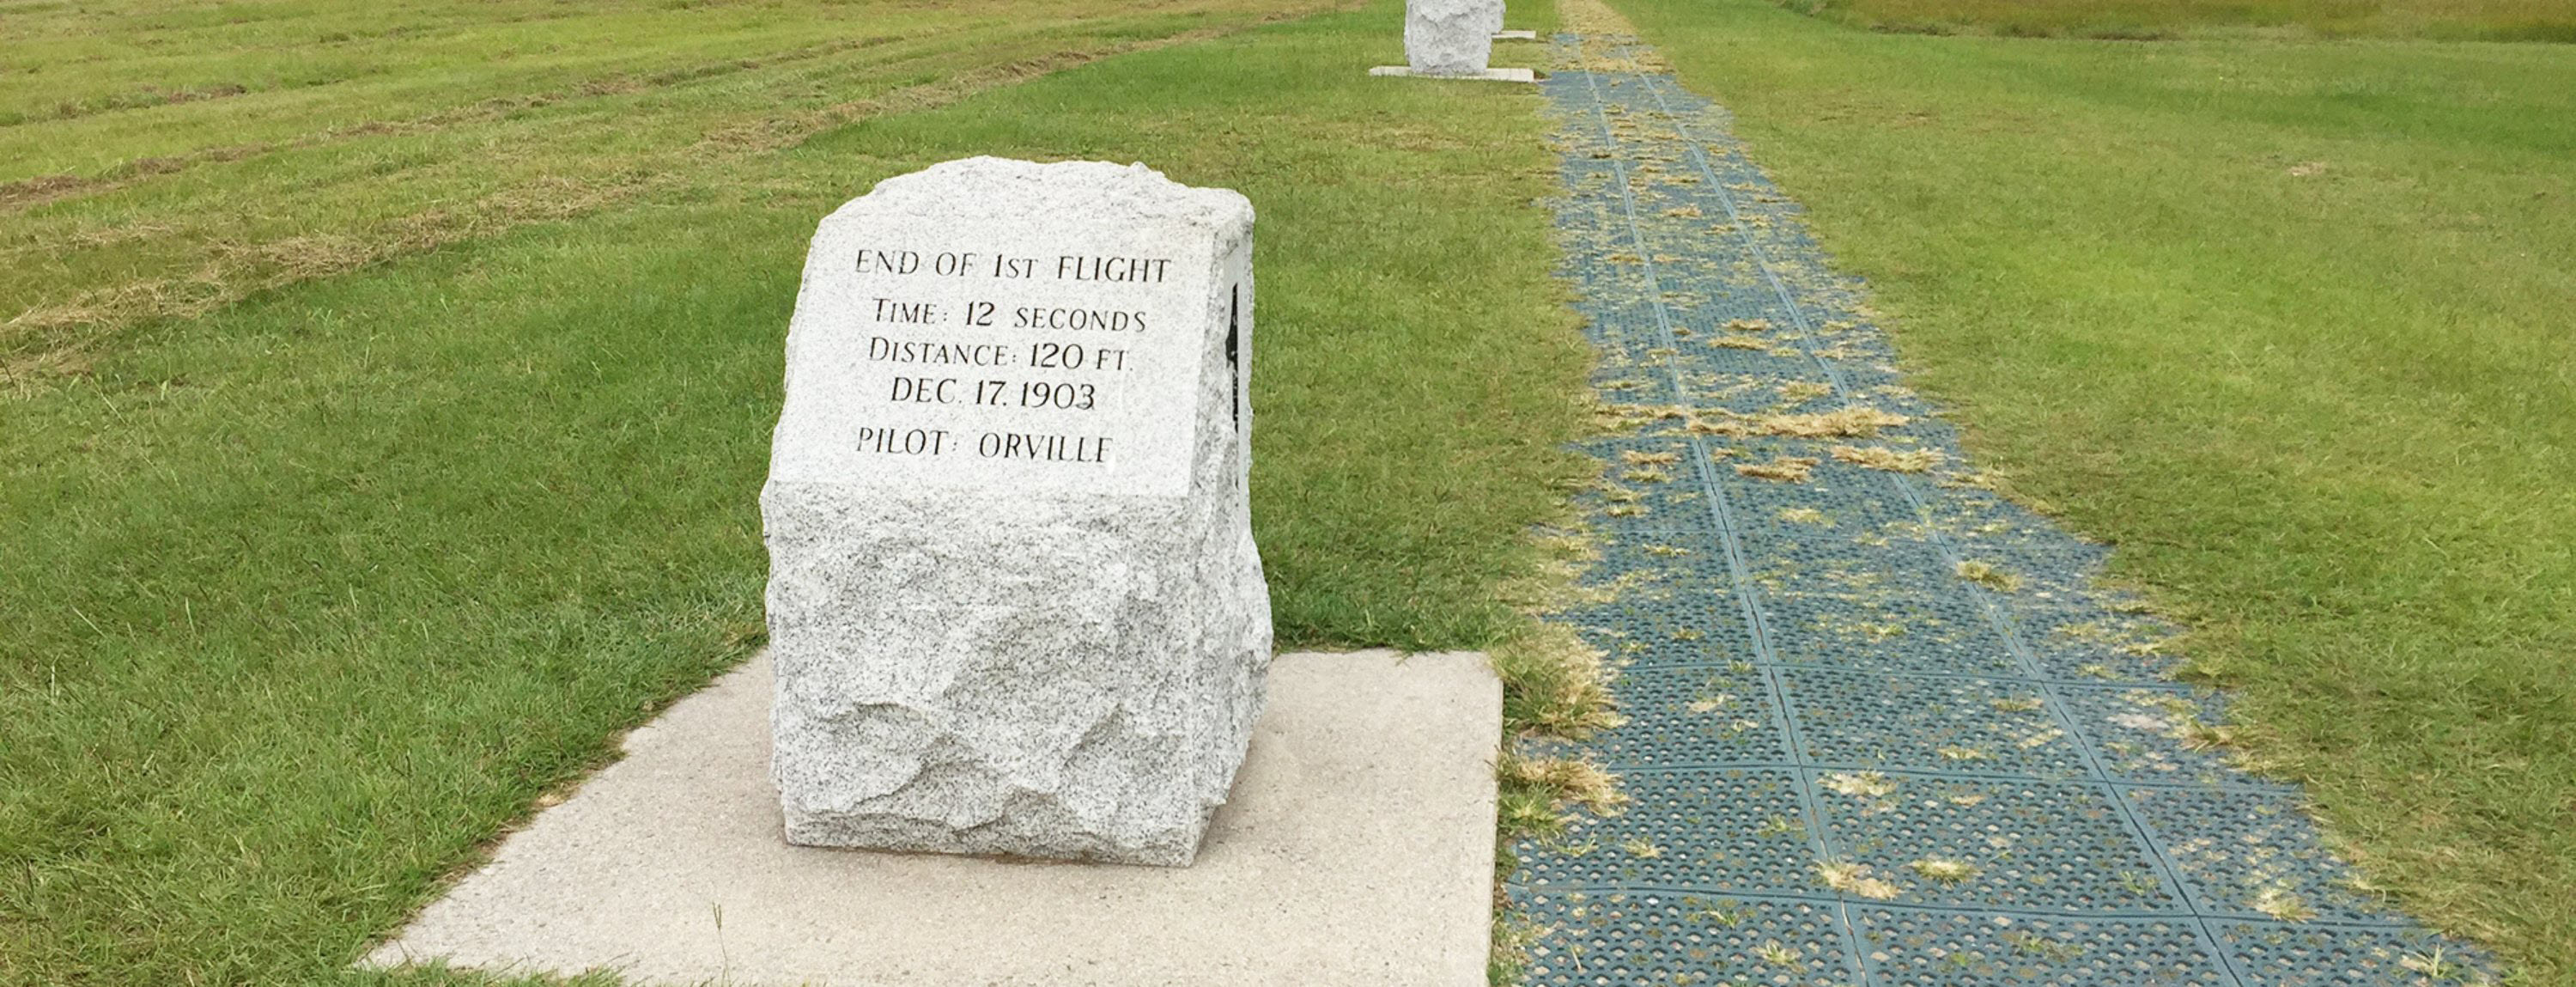 END OF 1ST FLIGHT
TIME: 12 SECONDS
DISTANCE: 120 FT.
DEC. 17. 1903
PILOT: ORVILLE